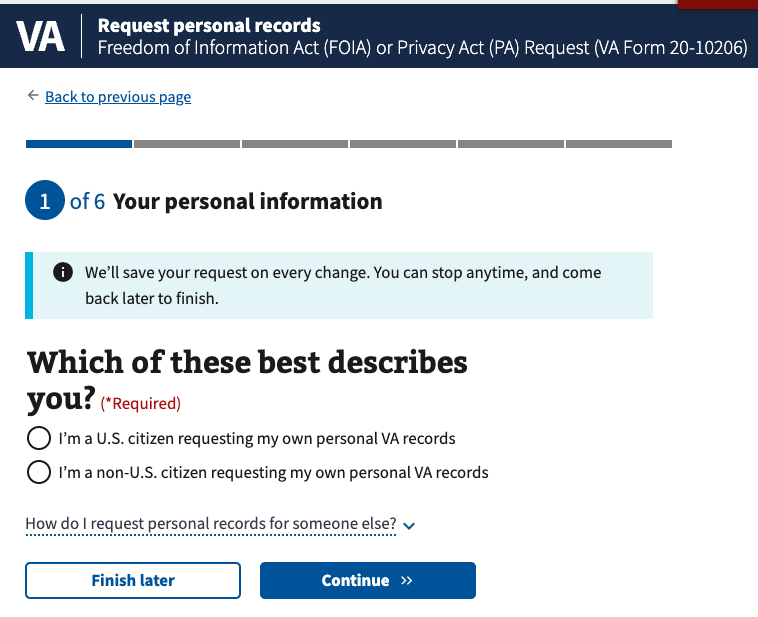 VA
Request personal records
Freedom of Information Act (FOIA) or Privacy Act (PA) Request (VA Form 20-10206)
Back to previous page
1 of 6 Your personal information
We’ll save your request on every change. You can stop anytime, and come
back later to finish.
Which of these best describes
you? (*Required)
I’m a U.S. citizen requesting my own personal VA records
I’m a non-U.S. citizen requesting my own personal VA records
How do I request personal records for someone else?
Finish later
Continue